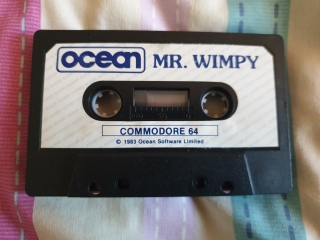 ocean MR. WIMPY
COMMODORE 64
© 1983 Ocean Software Limited